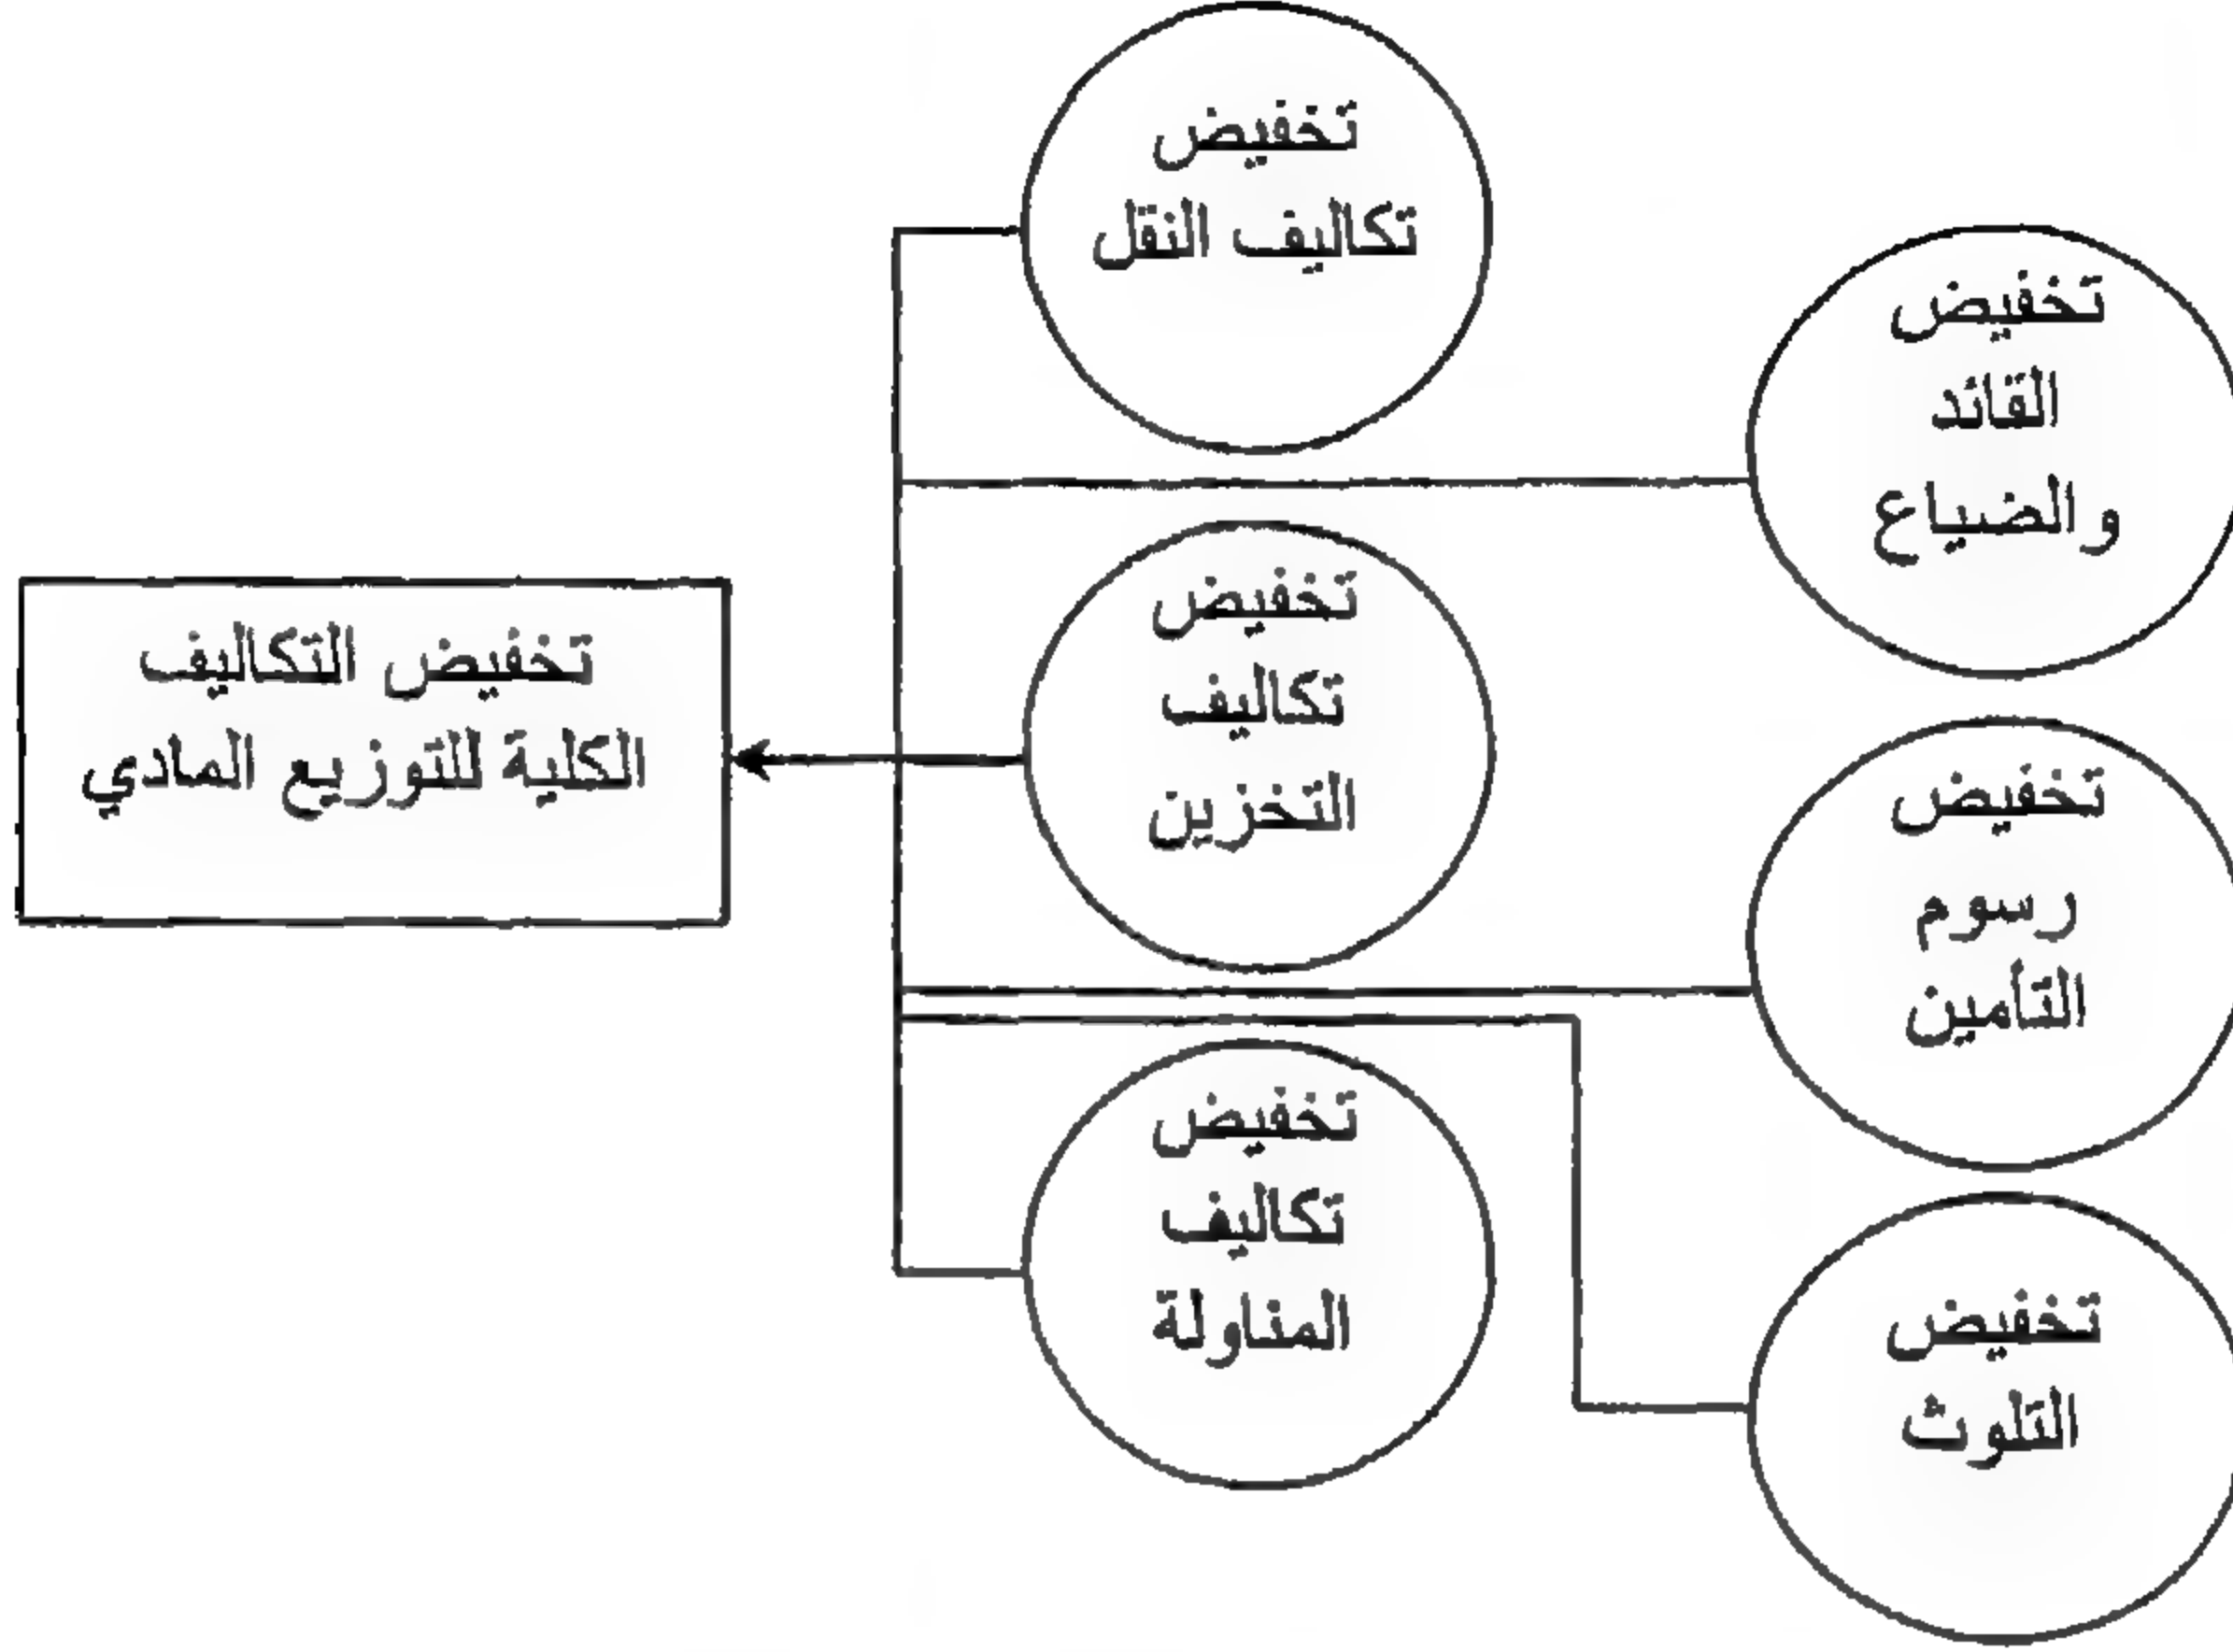 تخفيض
تكاليف النقل
تخفيض
القائد
والضياع
تخفيض
تكاليف
التخزين
تخفيض التكاليف
الكلية للتوزيع المادي
تخفيض
رسوم
التأمين
تخفيض
تكاليف
المناولة
تخفيض
التلوث